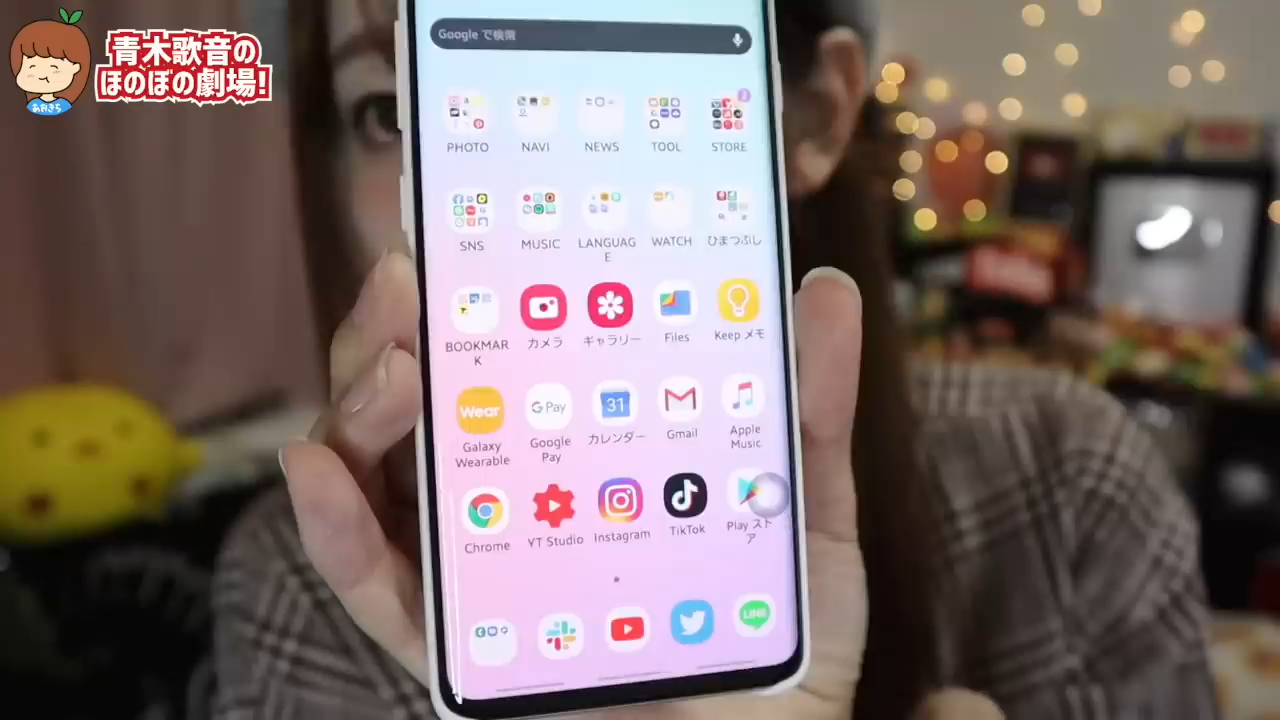 青木歌音の
ほのぼの劇場!
あおきち
Google で検索
PHOTO
NAVI
NEWS
TOOL
STORE
2
SNS
MUSIC
LANGUAG
E
WATCH
ひまつぶし
BOOKMAR
K
カメラ
ギャラリー
Files
Keep メモ
Wear
G Pay
31
Galaxy
Wearable
Google
Pay
カレンダー
Gmail
Apple
Music
Chrome
YT Studio
Instagram
TikTok
Play スト
ア
LINE